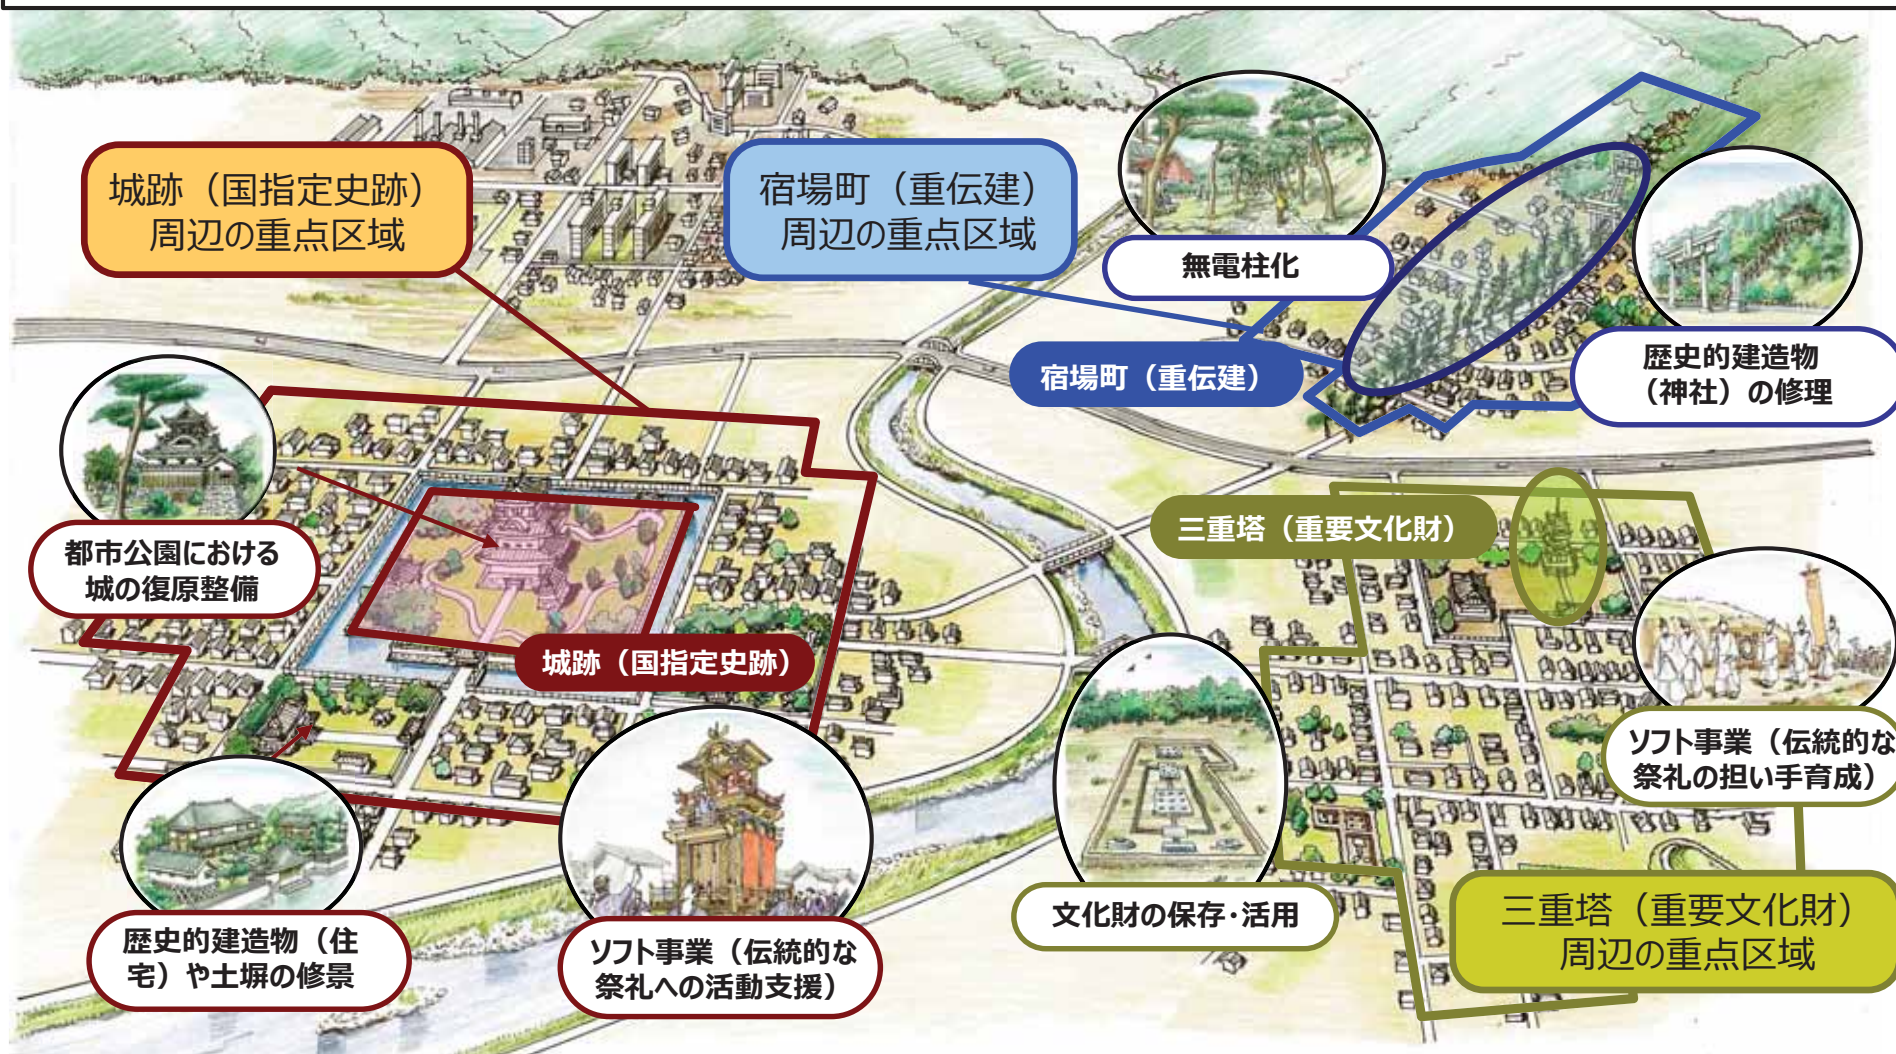 城跡（国指定史跡）
周辺の重点区域
宿場町（重伝建）
周辺の重点区域
無電柱化
歴史的建造物
（神社）の修理
宿場町（重伝建）
都市公園における
城の復原整備
城跡（国指定史跡）
三重塔（重要文化財）
ソフト事業（伝統的な
祭礼の担い手育成）
歴史的建造物（住
宅）や土塀の修景
ソフト事業（伝統的な
祭礼への活動支援）
文化財の保存・活用
三重塔（重要文化財）
周辺の重点区域